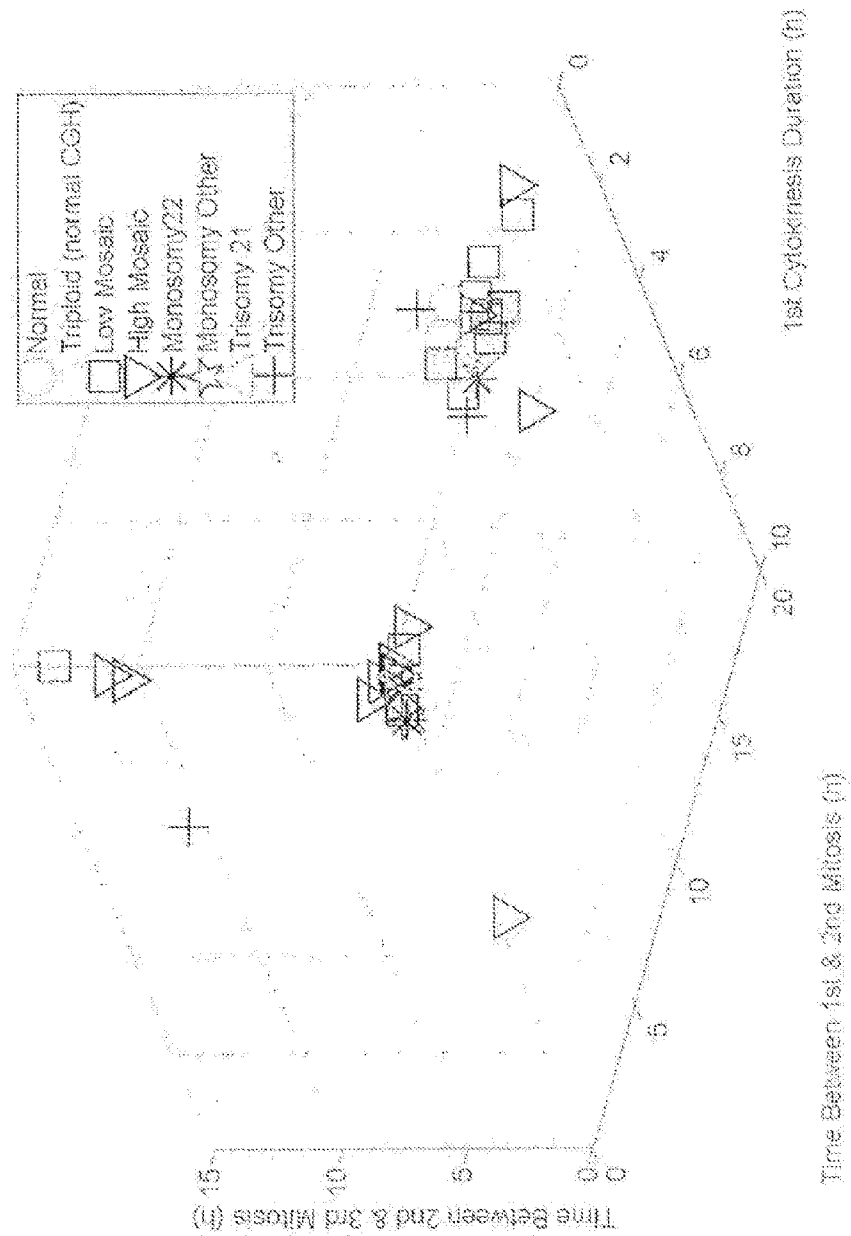 Normal
Triploid (normal CGH)
Low Mosaic
High Mosaic
Monosomy22
Monosomy Other
Trisomy 21
Trisomy Other
Time Between 2nd & 3rd Mitosis (h)
15
10
5
0
0
5
10
15
20
Time Between 1st & 2nd Mitosis (h)
10
8
6
4
2
0
1st Cytokinesis Duration (h)